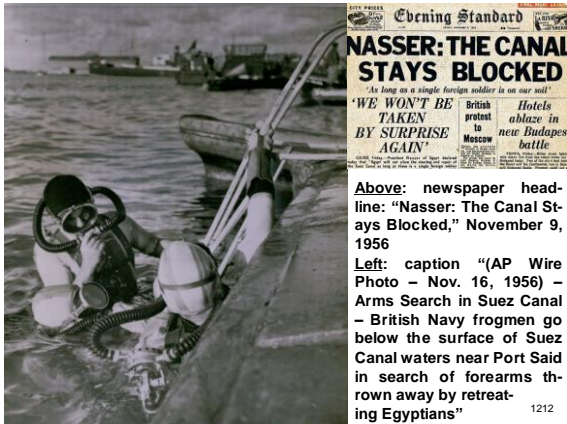 CITY PRICES
Evening Standard
NASSER: THE CANAL
STAYS BLOCKED
'As long as a single foreign soldier is on our soil'
'WE WON'T BE
TAKEN
BY SURPRISE
AGAIN'
British
protest
to
Moscow
Hotels
ablaze in
new Budapes
battle
Above: newspaper head-
line: “Nasser: The Canal St-
ays Blocked,” November 9,
1956
Left: caption “(AP Wire
Photo – Nov. 16, 1956) –
Arms Search in Suez Canal
– British Navy frogmen go
below the surface of Suez
Canal waters near Port Said
in search of forearms th-
rown away by retreat-
ing Egyptians”
1212